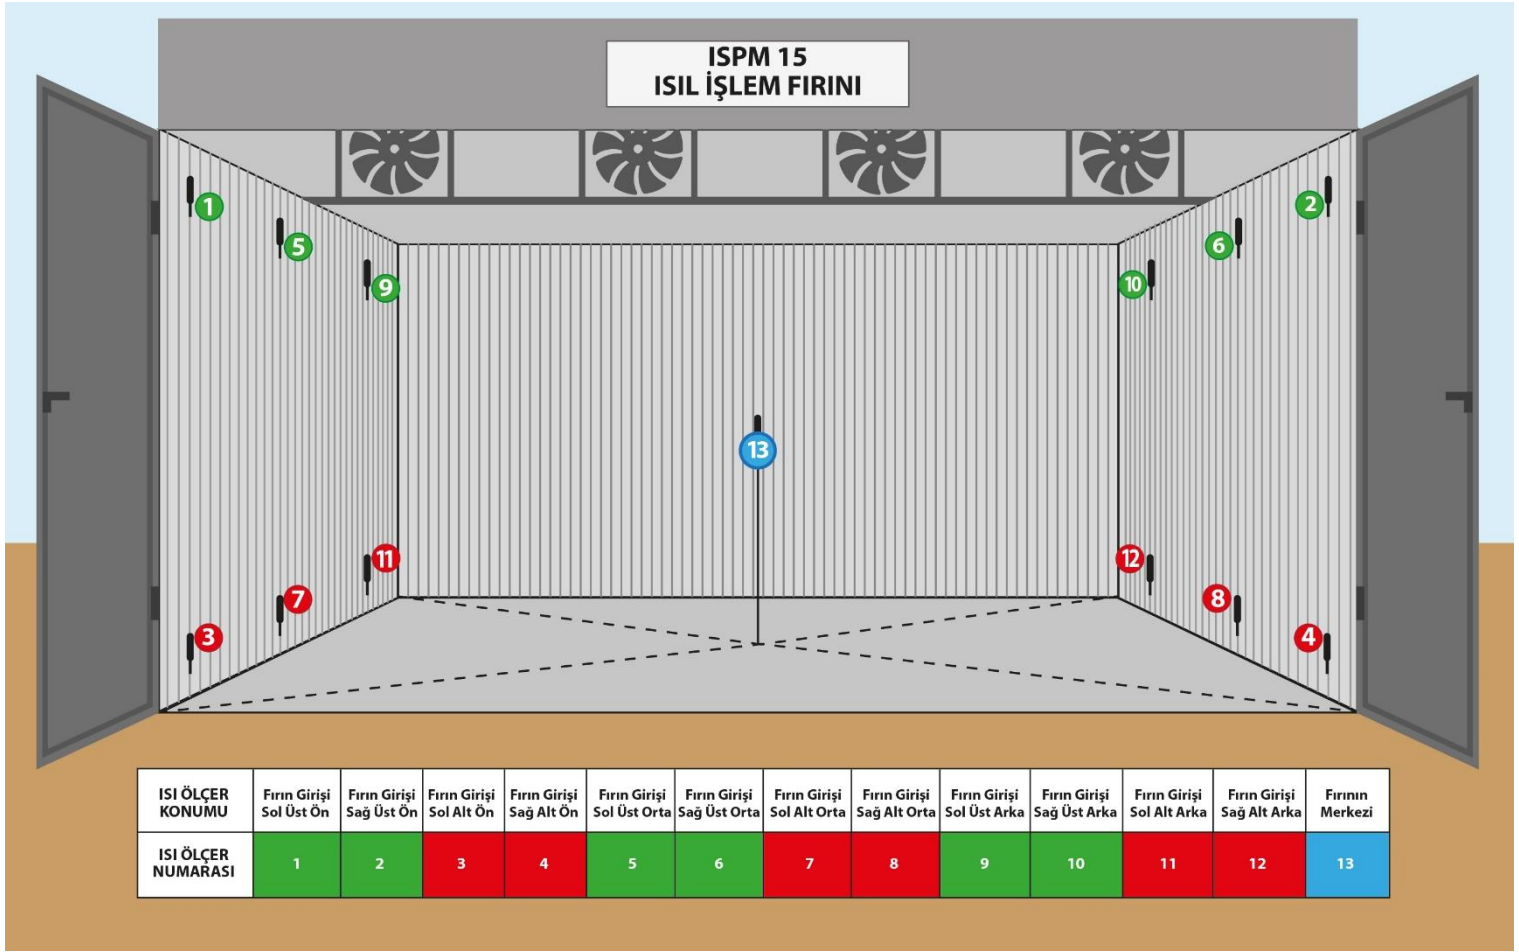 ISPM 15
ISIL İŞLEM FIRINI
1
2
5
6
9
10
13
11
12
7
8
3
4
ISI ÖLÇER KONUMU
Fırın Girişi Sol Üst Ön
Fırın Girişi Sağ Üst Ön
Fırın Girişi Sol Alt Ön
Fırın Girişi Sağ Alt Ön
Fırın Girişi Sol Üst Orta
Fırın Girişi Sağ Üst Orta
Fırın Girişi Sol Alt Orta
Fırın Girişi Sağ Alt Orta
Fırın Girişi Sol Üst Arka
Fırın Girişi Sağ Üst Arka
Fırın Girişi Sol Alt Arka
Fırın Girişi Sağ Alt Arka
Fırının Merkezi
ISI ÖLÇER NUMARASI
1
2
3
4
5
6
7
8
9
10
11
12
13